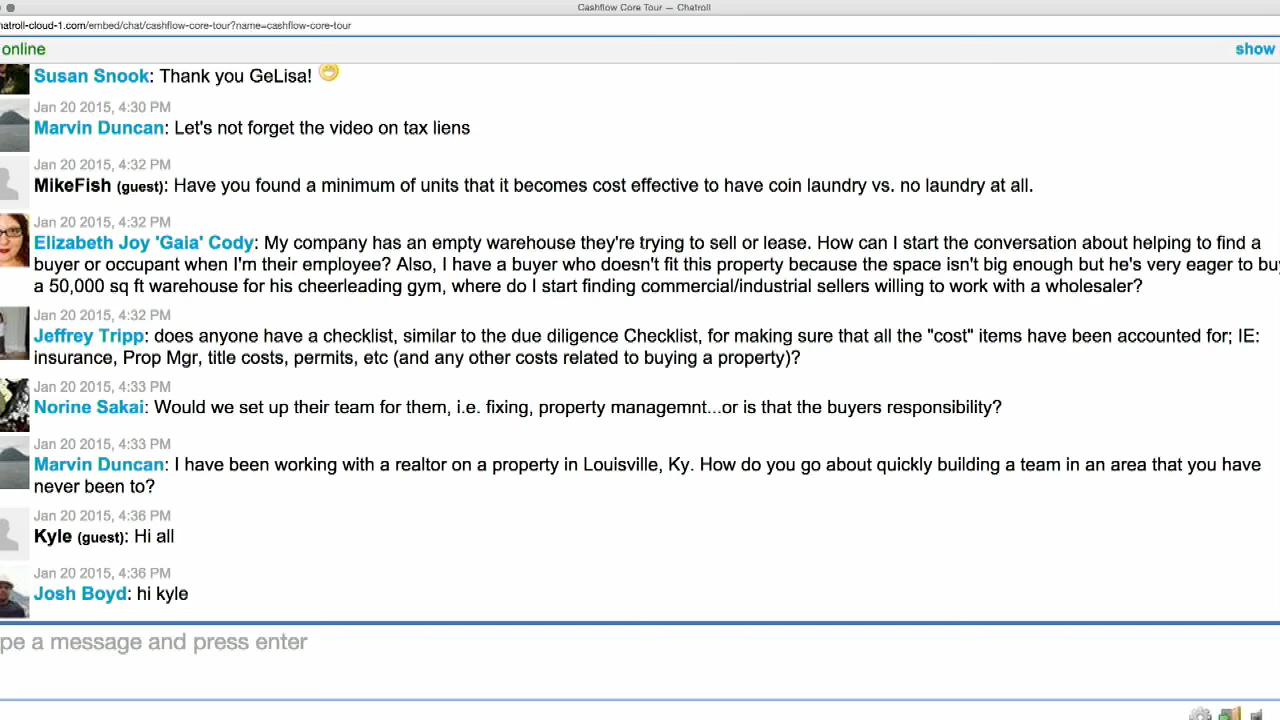 Cashflow Core Tour — Chatroll
hatroll-cloud-1.com/embed/chat/cashflow-core-tour?name=cashflow-core-tour
online show
Susan Snook: Thank you GeLisa!
Jan 20 2015, 4:30 PM
Marvin Duncan: Let's not forget the video on tax liens
Jan 20 2015, 4:32 PM
MikeFish (guest): Have you found a minimum of units that it becomes cost effective to have coin laundry vs. no laundry at all.
Jan 20 2015, 4:32 PM
Elizabeth Joy 'Gaia' Cody: My company has an empty warehouse they're trying to sell or lease. How can I start the conversation about helping to find a
buyer or occupant when I'm their employee? Also, I have a buyer who doesn't fit this property because the space isn't big enough but he's very eager to bu
a 50,000 sq ft warehouse for his cheerleading gym, where do I start finding commercial/industrial sellers willing to work with a wholesaler?
Jan 20 2015, 4:32 PM
Jeffrey Tripp: does anyone have a checklist, similar to the due diligence Checklist, for making sure that all the "cost" items have been accounted for; IE:
insurance, Prop Mgr, title costs, permits, etc (and any other costs related to buying a property)?
Jan 20 2015, 4:33 PM
Norine Sakai: Would we set up their team for them, i.e. fixing, property managemnt...or is that the buyers responsibility?
Jan 20 2015, 4:33 PM
Marvin Duncan: I have been working with a realtor on a property in Louisville, Ky. How do you go about quickly building a team in an area that you have
never been to?
Jan 20 2015, 4:36 PM
Kyle (guest): Hi all
Jan 20 2015, 4:36 PM
Josh Boyd: hi kyle
pe a message and press enter